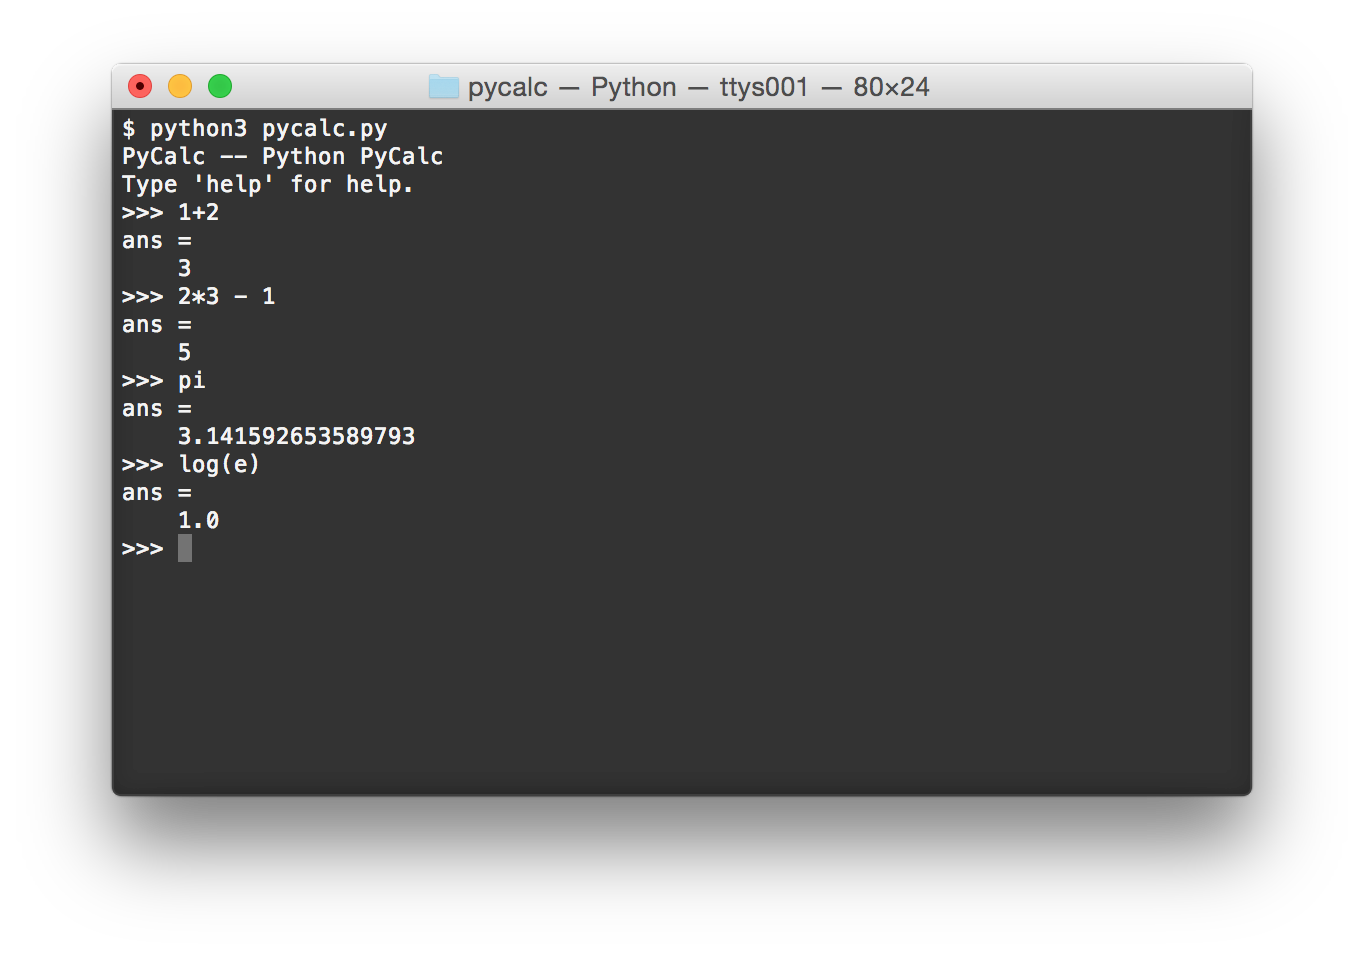 pycalc — Python — ttys001 — 80×24
$ python3 pycalc.py
PyCalc -- Python PyCalc
Type 'help' for help.
>>> 1+2
ans =
    3
>>> 2*3 - 1
ans =
    5
>>> pi
ans =
    3.141592653589793
>>> log(e)
ans =
    1.0
>>>